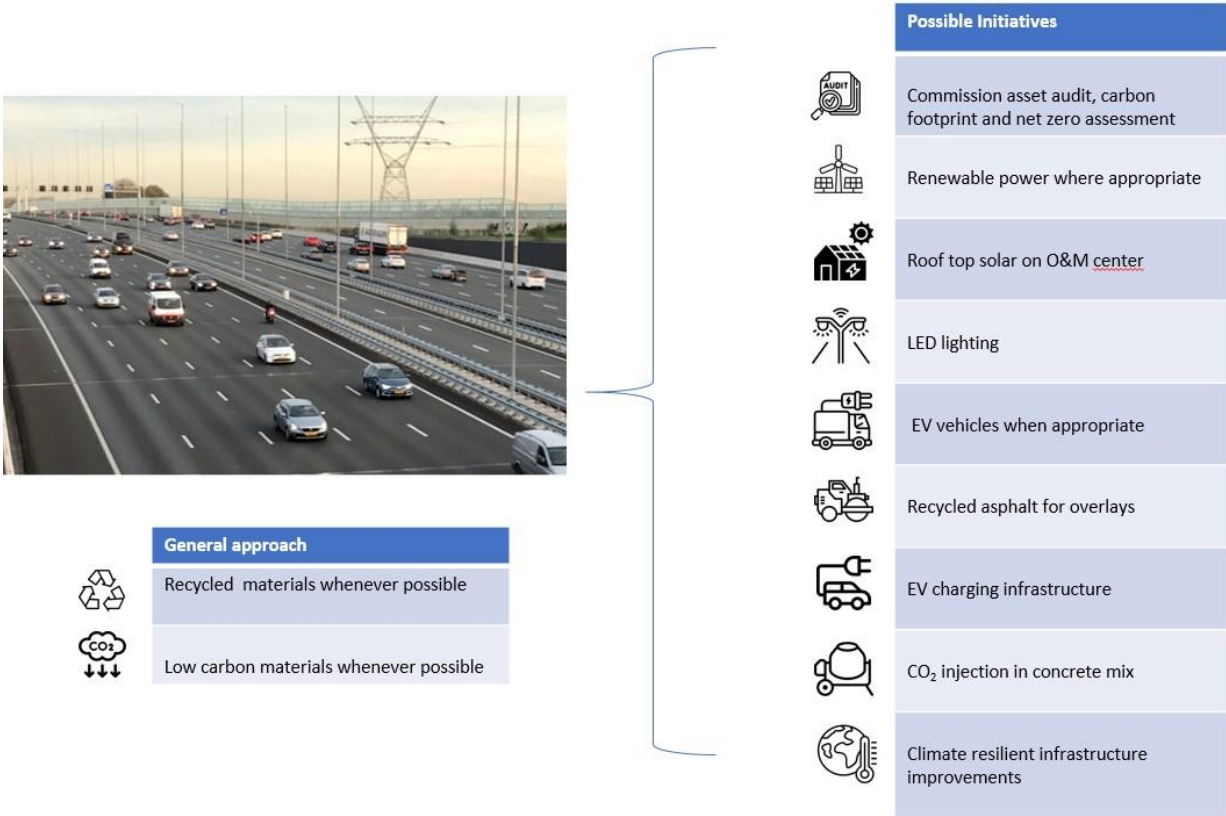 General approach
Recycled  materials whenever possible
CO₂
Low carbon materials whenever possible
Possible Initiatives
AUDIT
Commission asset audit, carbon
footprint and net zero assessment
Renewable power where appropriate
Roof top solar on O&M center
LED lighting
EV vehicles when appropriate
Recycled asphalt for overlays
EV charging infrastructure
CO₂ injection in concrete mix
Climate resilient infrastructure
improvements